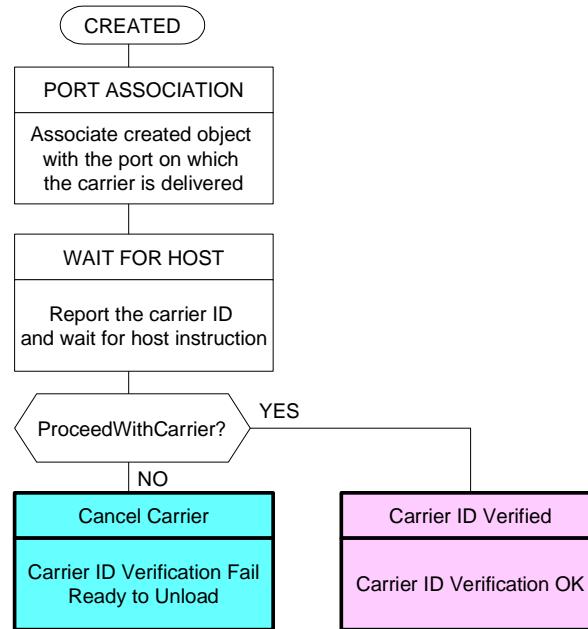 CREATED
PORT ASSOCIATION
Associate created object
with the port on which
the carrier is delivered
WAIT FOR HOST
Report the carrier ID
and wait for host instruction
ProceedWithCarrier?
YES
NO
Cancel Carrier
Carrier ID Verification Fail
Ready to Unload
Carrier ID Verified
Carrier ID Verification OK